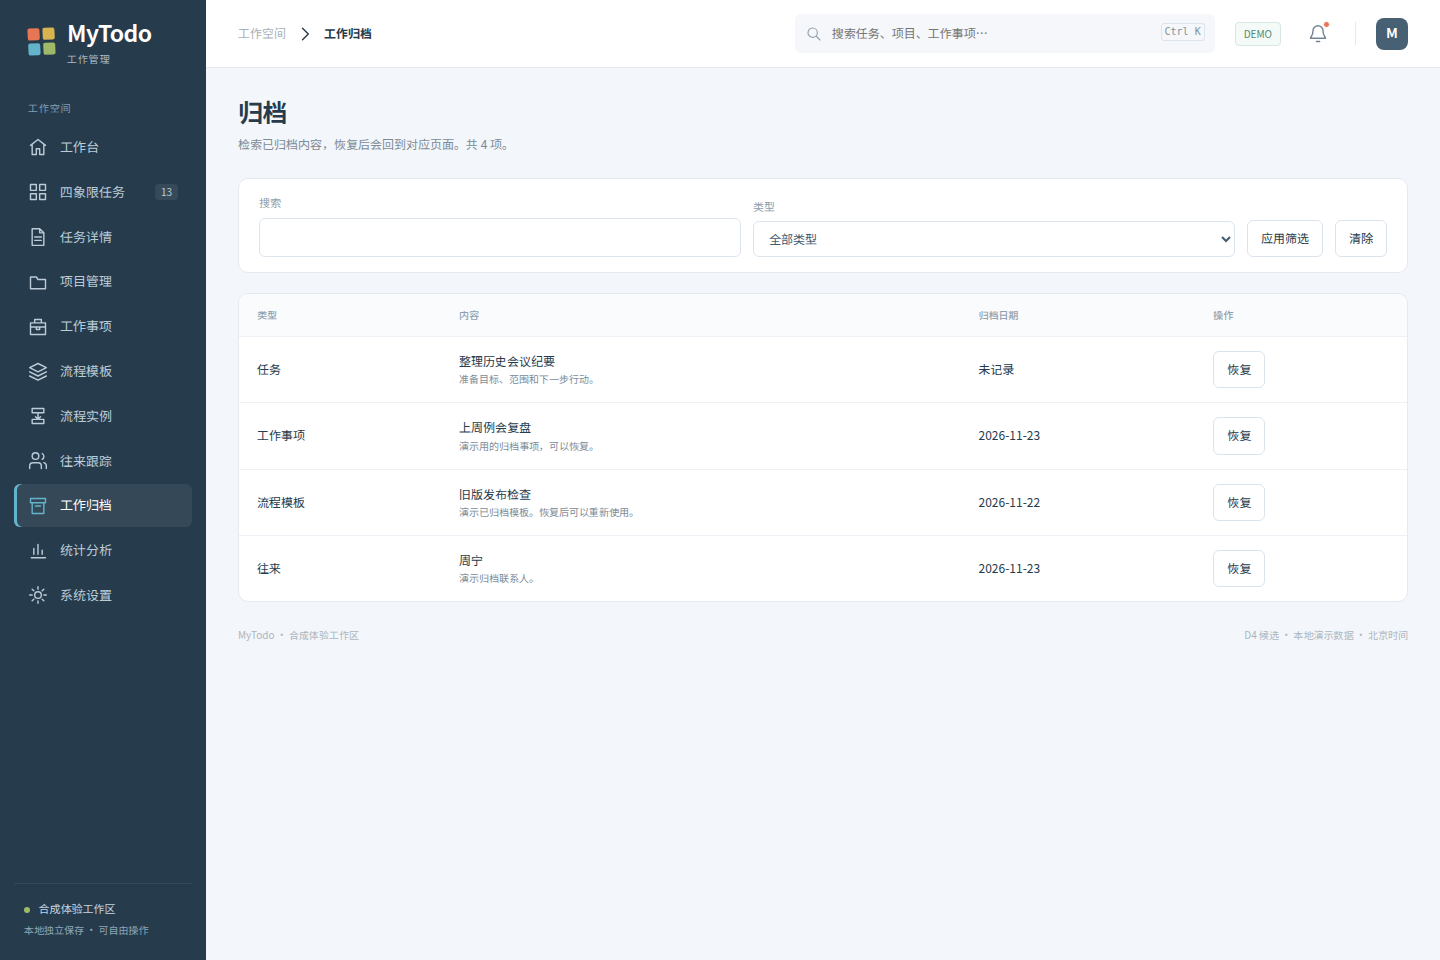 MyTodo
工作管理
工作空间
工作台
四象限任务 13
任务详情
项目管理
工作事项
流程模板
流程实例
往来跟踪
工作归档
统计分析
系统设置
合成体验工作区
本地独立保存 • 可自由操作
工作空间 工作归档
搜索任务、项目、工作事项… Ctrl K
DEMO
M
归档
检索已归档内容，恢复后会回到对应页面。共 4 项。
搜索
类型
全部类型
应用筛选
清除
类型 内容 归档日期 操作
任务 整理历史会议纪要 未记录 恢复
准备目标、范围和下一步行动。
工作事项 上周例会复盘 2026-11-23 恢复
演示用的归档事项，可以恢复。
流程模板 旧版发布检查 2026-11-22 恢复
演示已归档模板。恢复后可以重新使用。
往来 周宁 2026-11-23 恢复
演示归档联系人。
MyTodo • 合成体验工作区
D4 候选 • 本地演示数据 • 北京时间